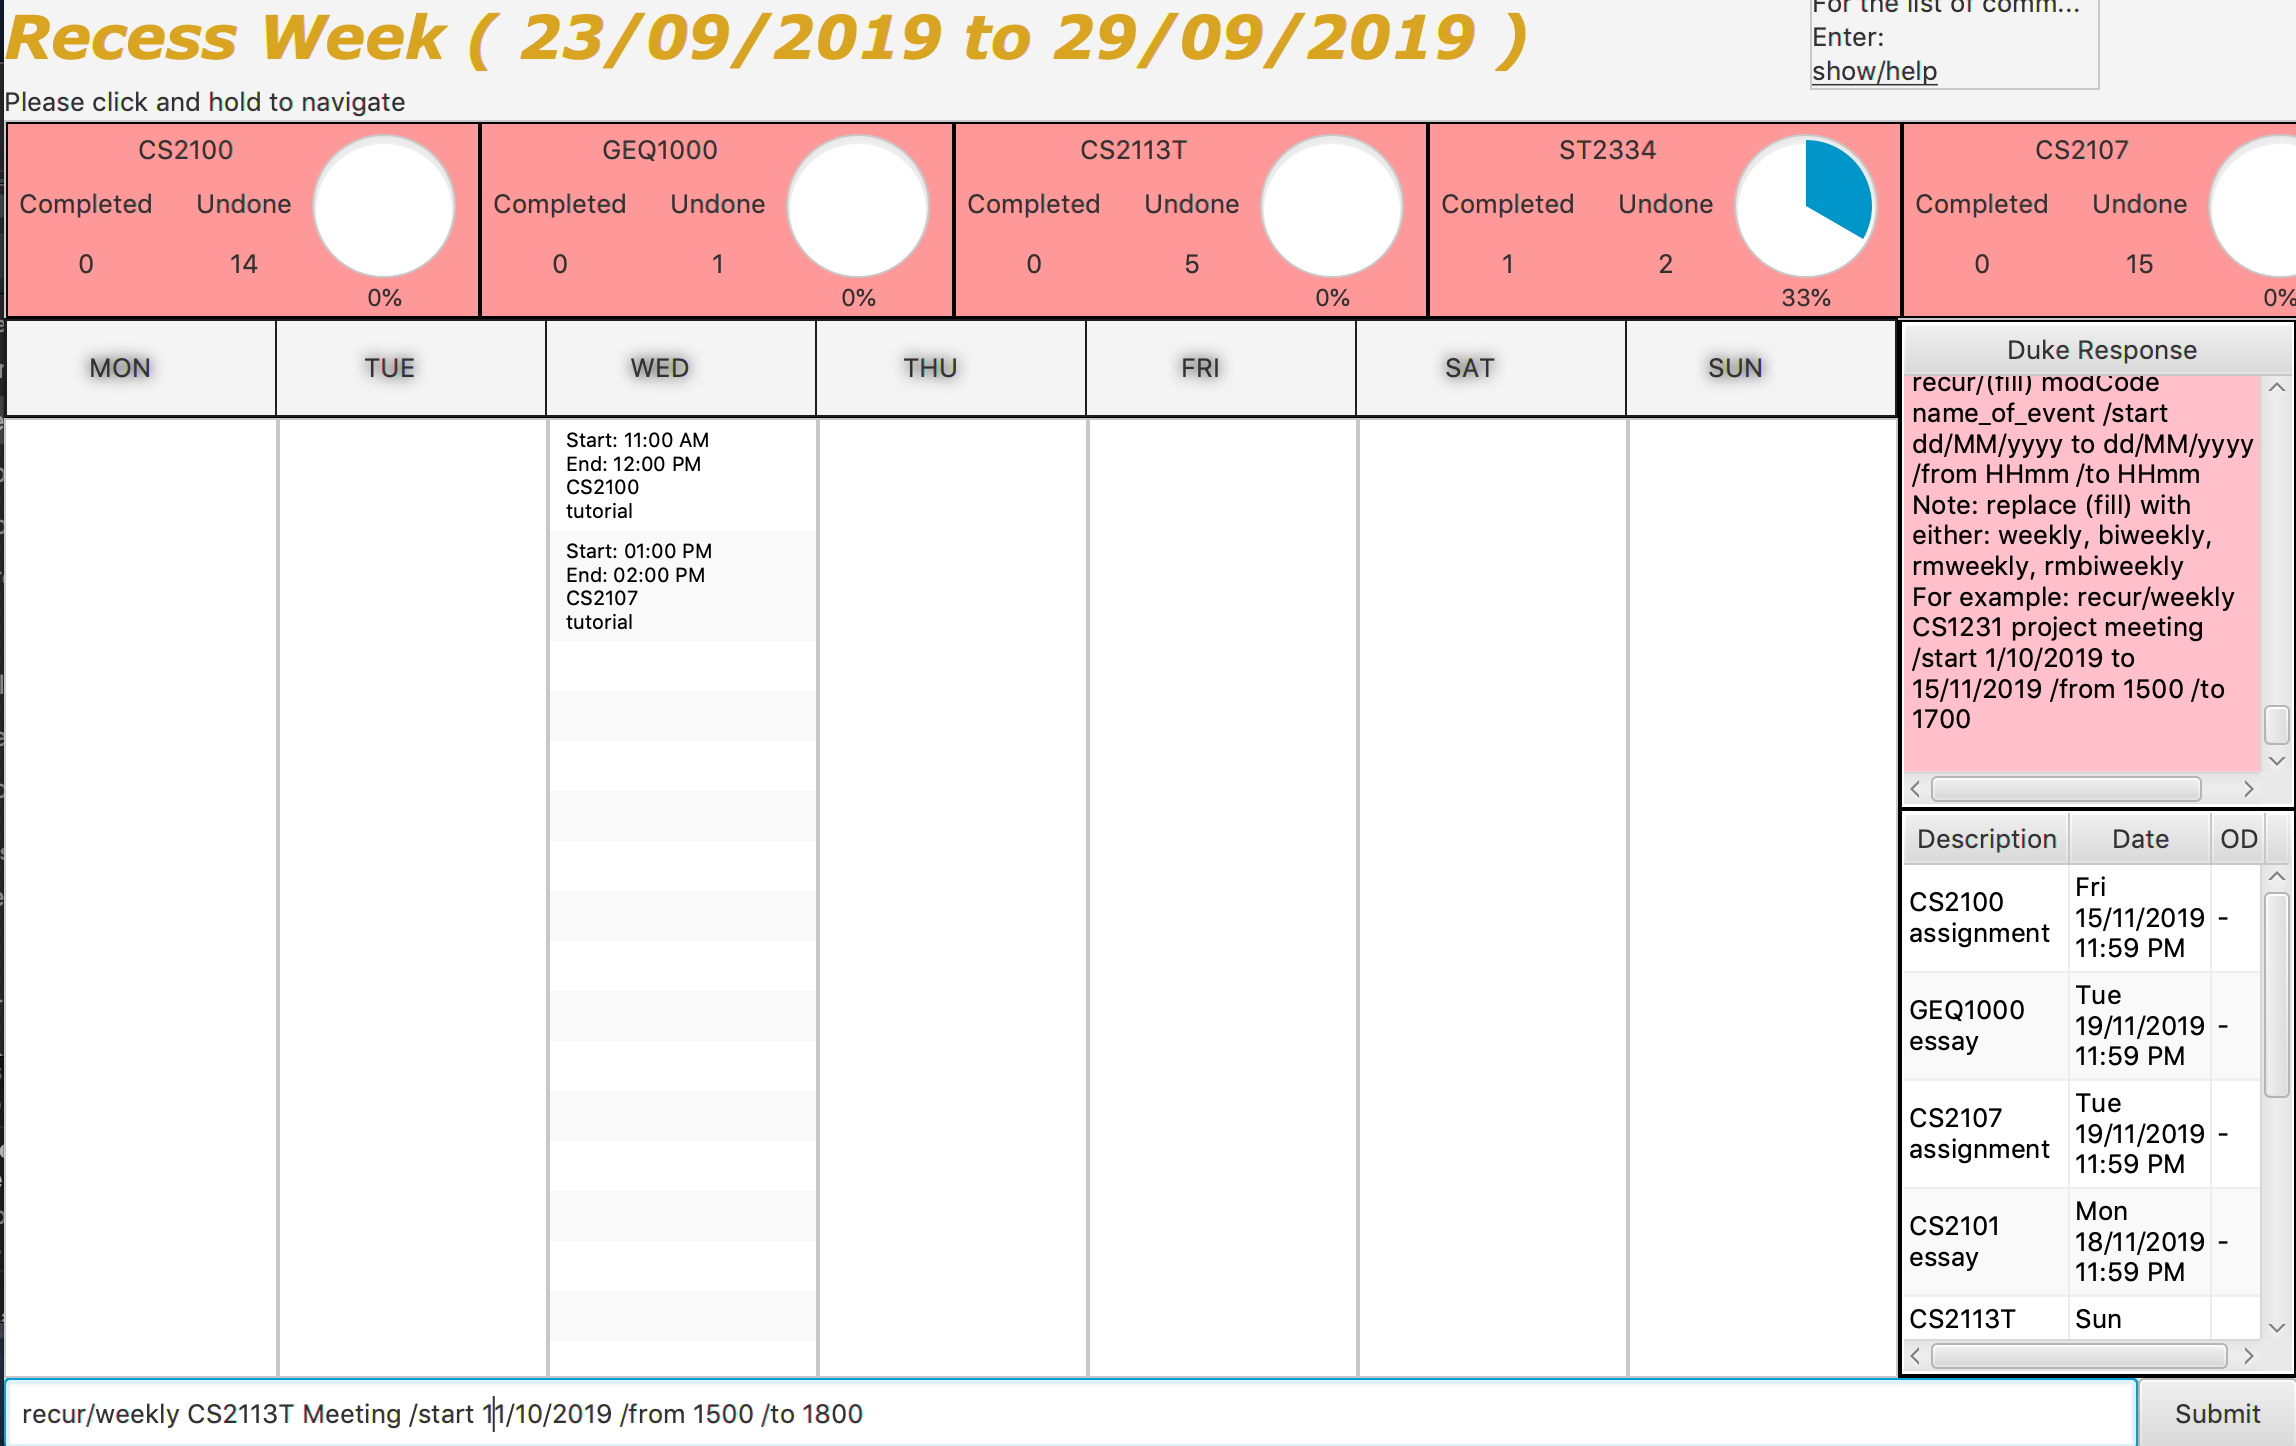 Recess Week ( 23/09/2019 to 29/09/2019 )
For the list of comm...
Enter:
show/help
Please click and hold to navigate
CS2100
Completed Undone
0 14
0%
GEQ1000
Completed Undone
0 1
0%
CS2113T
Completed Undone
0 5
0%
ST2334
Completed Undone
1 2
33%
CS2107
Completed Undone
0 15
0%
MON TUE WED THU FRI SAT SUN
Start: 11:00 AM
End: 12:00 PM
CS2100
tutorial
Start: 01:00 PM
End: 02:00 PM
CS2107
tutorial
Duke Response
recur/(fill) modCode
name_of_event /start
dd/MM/yyyy to dd/MM/yyyy
/from HHmm /to HHmm
Note: replace (fill) with
either: weekly, biweekly,
rmweekly, rmbiweekly
For example: recur/weekly
CS1231 project meeting
/start 1/10/2019 to
15/11/2019 /from 1500 /to
1700
Description Date OD
CS2100
assignment
Fri
15/11/2019
11:59 PM
-
GEQ1000
essay
Tue
19/11/2019
11:59 PM
-
CS2107
assignment
Tue
19/11/2019
11:59 PM
-
CS2101
essay
Mon
18/11/2019
11:59 PM
-
CS2113T
Sun
recur/weekly CS2113T Meeting /start 11/10/2019 /from 1500 /to 1800
Submit